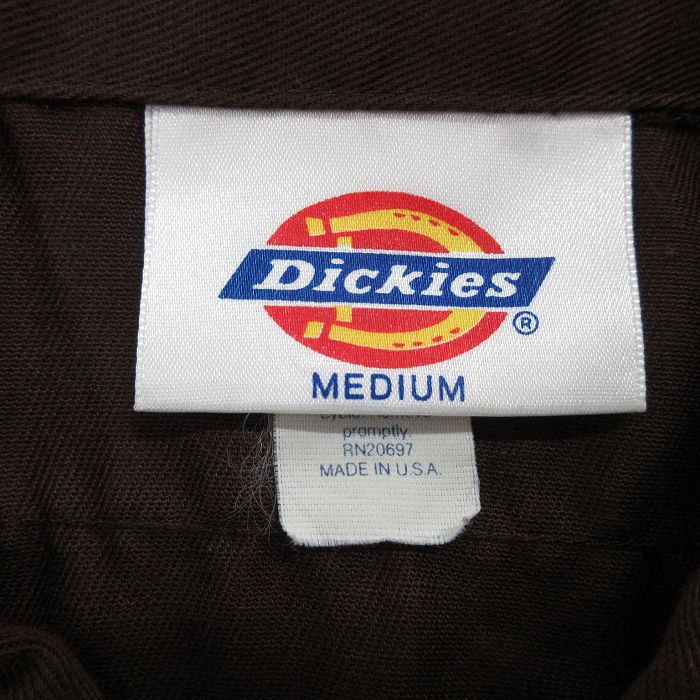 Dickies
®
MEDIUM
promptly.
RN20697
MADE IN U.S.A.